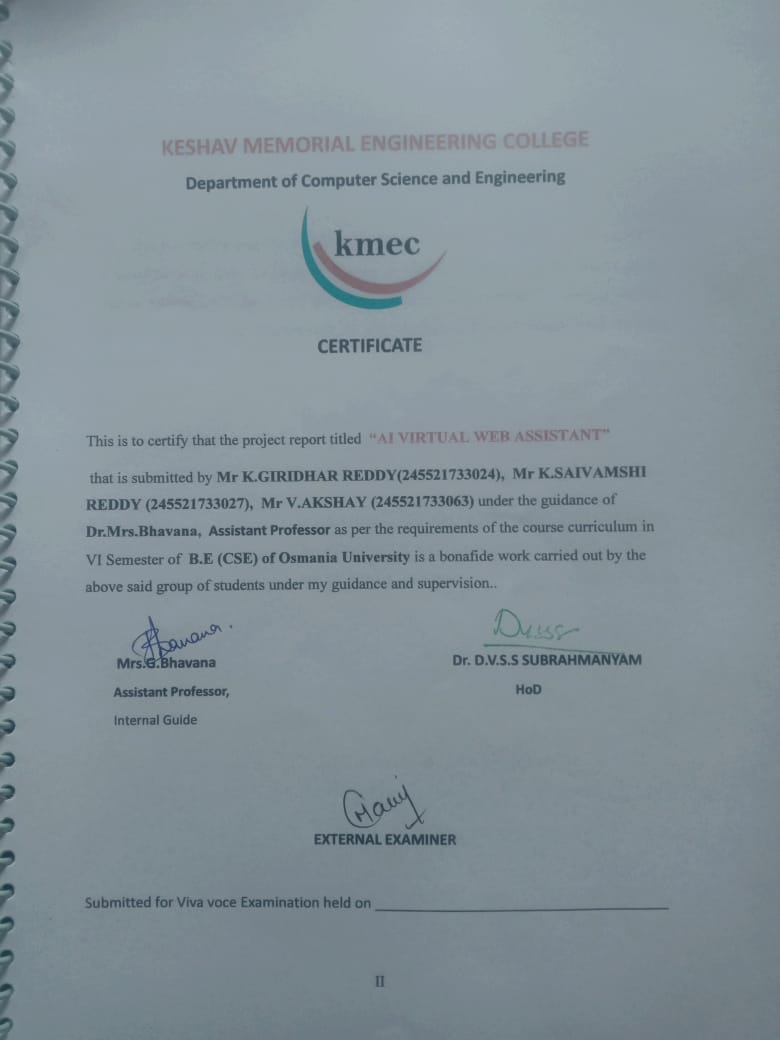 KESHAV MEMORIAL ENGINEERING COLLEGE
Department of Computer Science and Engineering
kmec
CERTIFICATE
This is to certify that the project report titled “AI VIRTUAL WEB ASSISTANT”
that is submitted by Mr K.GIRIDHAR REDDY(245521733024), Mr K.SAIVAMSHI
REDDY (245521733027), Mr V.AKSHAY (245521733063) under the guidance of
Dr.Mrs.Bhavana, Assistant Professor as per the requirements of the course curriculum in
VI Semester of B.E (CSE) of Osmania University is a bonafide work carried out by the
above said group of students under my guidance and supervision..
Mrs.G.Bhavana
Assistant Professor,
Internal Guide
Dr. D.V.S.S SUBRAHMANYAM
HoD
EXTERNAL EXAMINER
Submitted for Viva voce Examination held on
II